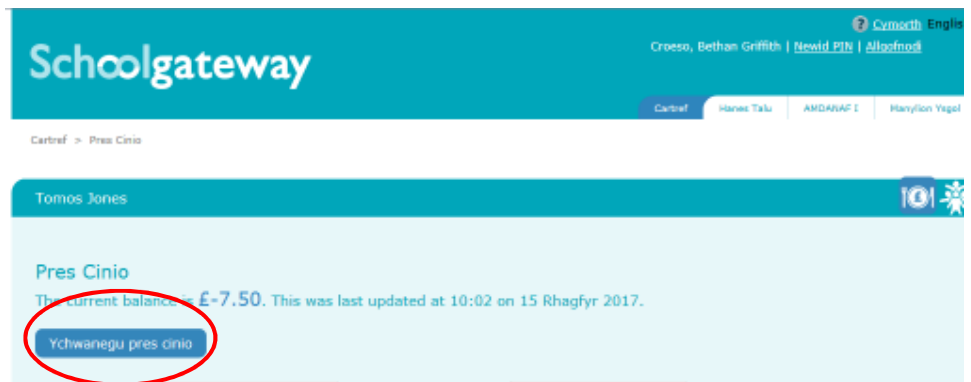 ? Cymorth Englis
Schoolgateway
Croeso, Bethan Griffith | Newid PIN | Allgofnodi
Cartref Hanes Talu AMDANAF I Manylion Ysgol
Cartref > Pres Cinio
Tomos Jones
Pres Cinio
The current balance is £-7.50. This was last updated at 10:02 on 15 Rhagfyr 2017.
Ychwanegu pres cinio